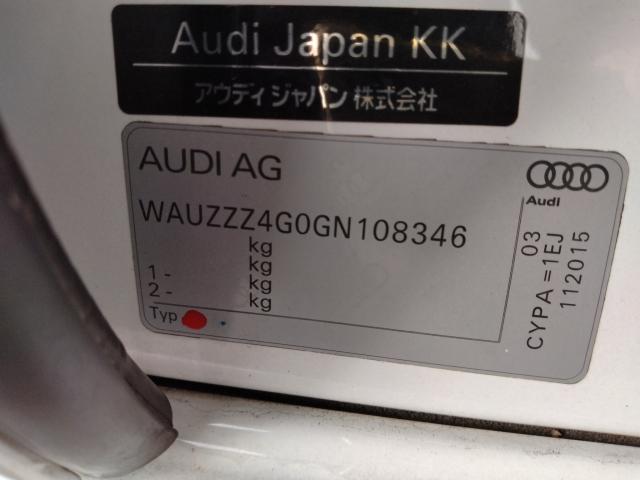 Audi Japan KK
アウディ ジャパン 株式会社
AUDI AG
WAUZZZ4G0GN108346
kg
kg
1 - kg
2 - kg
Typ
Audi
03
CYPA =1EJ
112015